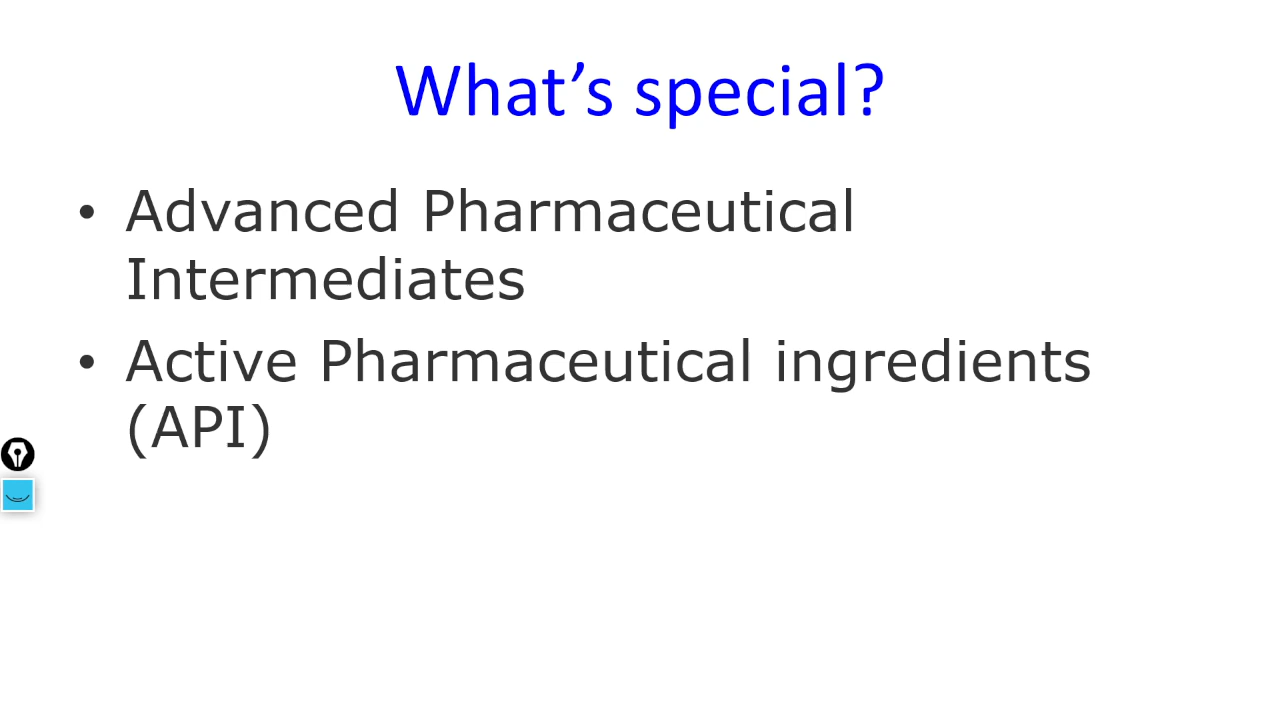 What’s special?
• Advanced Pharmaceutical
Intermediates
• Active Pharmaceutical ingredients
(API)